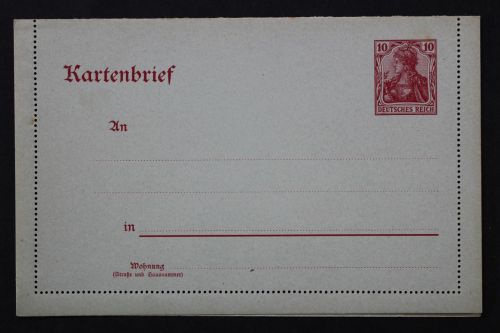 10 10
Kartenbrief
DEUTSCHES REICH
An
in
Wohnung
(Straße und Hausnummer)